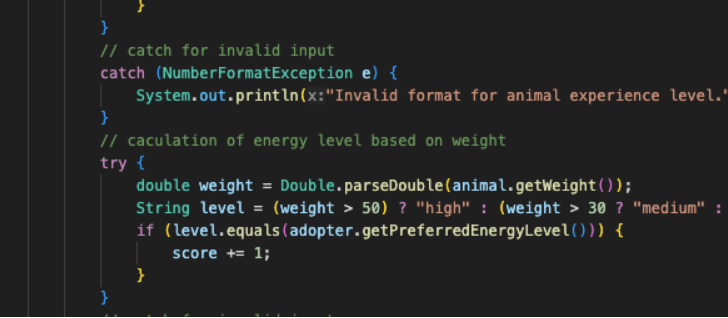 }
}
// catch for invalid input
catch (NumberFormatException e) {
System.out.println(x:"Invalid format for animal experience level."
}
// caculation of energy level based on weight
try {
double weight = Double.parseDouble(animal.getWeight());
String level = (weight > 50) ? "high" : (weight > 30 ? "medium" :
if (level.equals(adopter.getPreferredEnergyLevel())) {
score += 1;
}
}